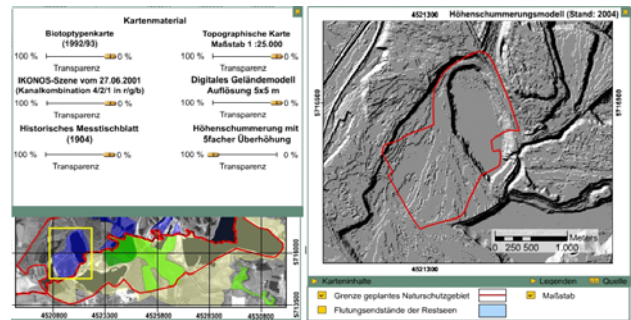 Kartenmaterial
Biotoptypenkarte
(1992/93)
100 % 0 %
Transparenz
Topographische Karte
Maßstab 1 :25.000
100 % 0 %
Transparenz
IKONOS-Szene vom 27.06.2001
(Kanalkombination 4/2/1 in r/g/b)
100 % 0 %
Transparenz
Digitales Geländemodell
Auflösung 5x5 m
100 % 0 %
Transparenz
Historisches Messtischblatt
(1904)
100 % 0 %
Transparenz
Höhenschummerung mit
5facher Überhöhung
100 % 0 %
Transparenz
5716000
5713500
4520800 4523300 4525800 4528300 4530800
4521300 Höhenschummerungsmodell (Stand: 2004)
Meters
0 250 500 1.000
4521300
Karteninhalte Legenden Quelle
Grenze geplantes Naturschutzgebiet Maßstab
Flutungsendstände der Restseen